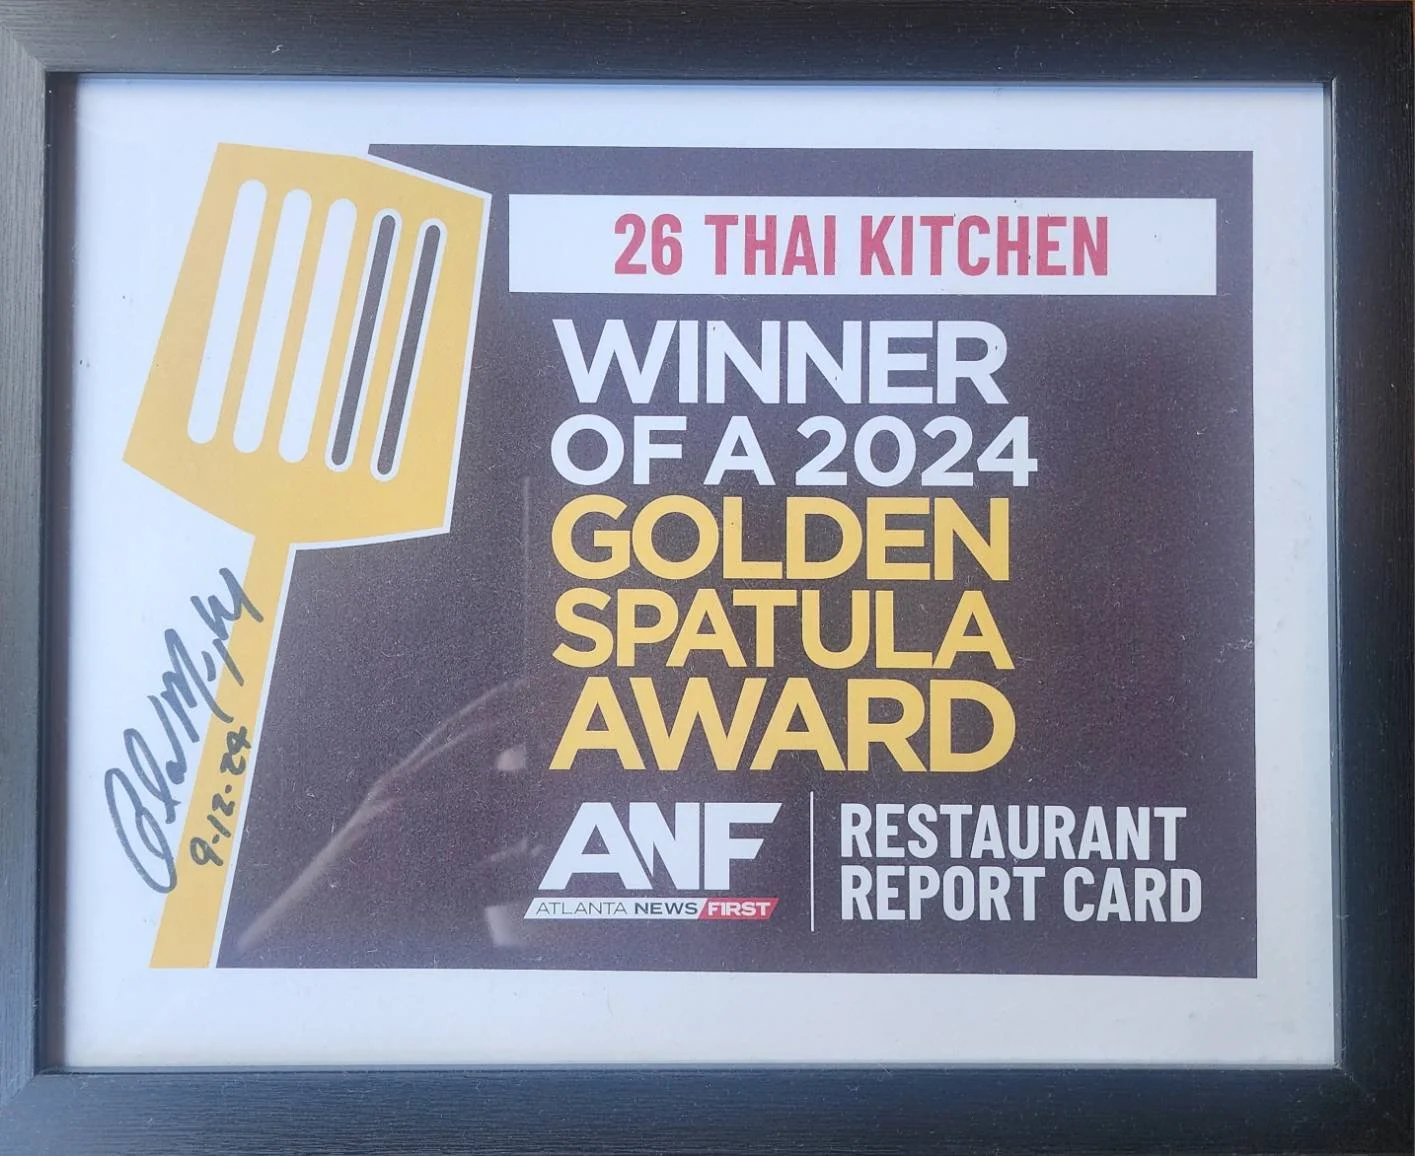 26 THAI KITCHEN
WINNER
OF A 2024
GOLDEN
SPATULA
AWARD
ANF
ATLANTA NEWS FIRST
RESTAURANT
REPORT CARD
9-12-24